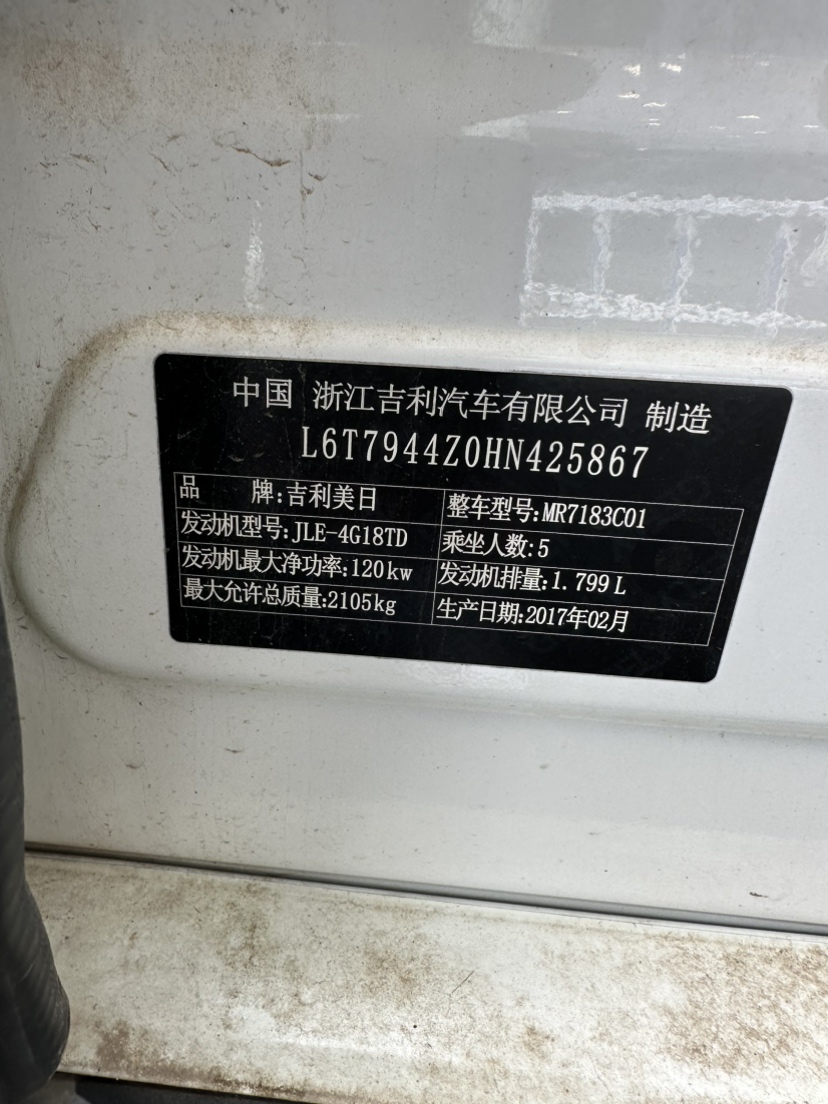 中国 浙江吉利汽车有限公司 制造
L6T7944Z0HN425867
品 牌:吉利美日 整车型号:MR7183C01
发动机型号:JLE-4G18TD 乘坐人数:5
发动机最大净功率:120kw 发动机排量:1.799L
最大允许总质量:2105kg 生产日期:2017年02月